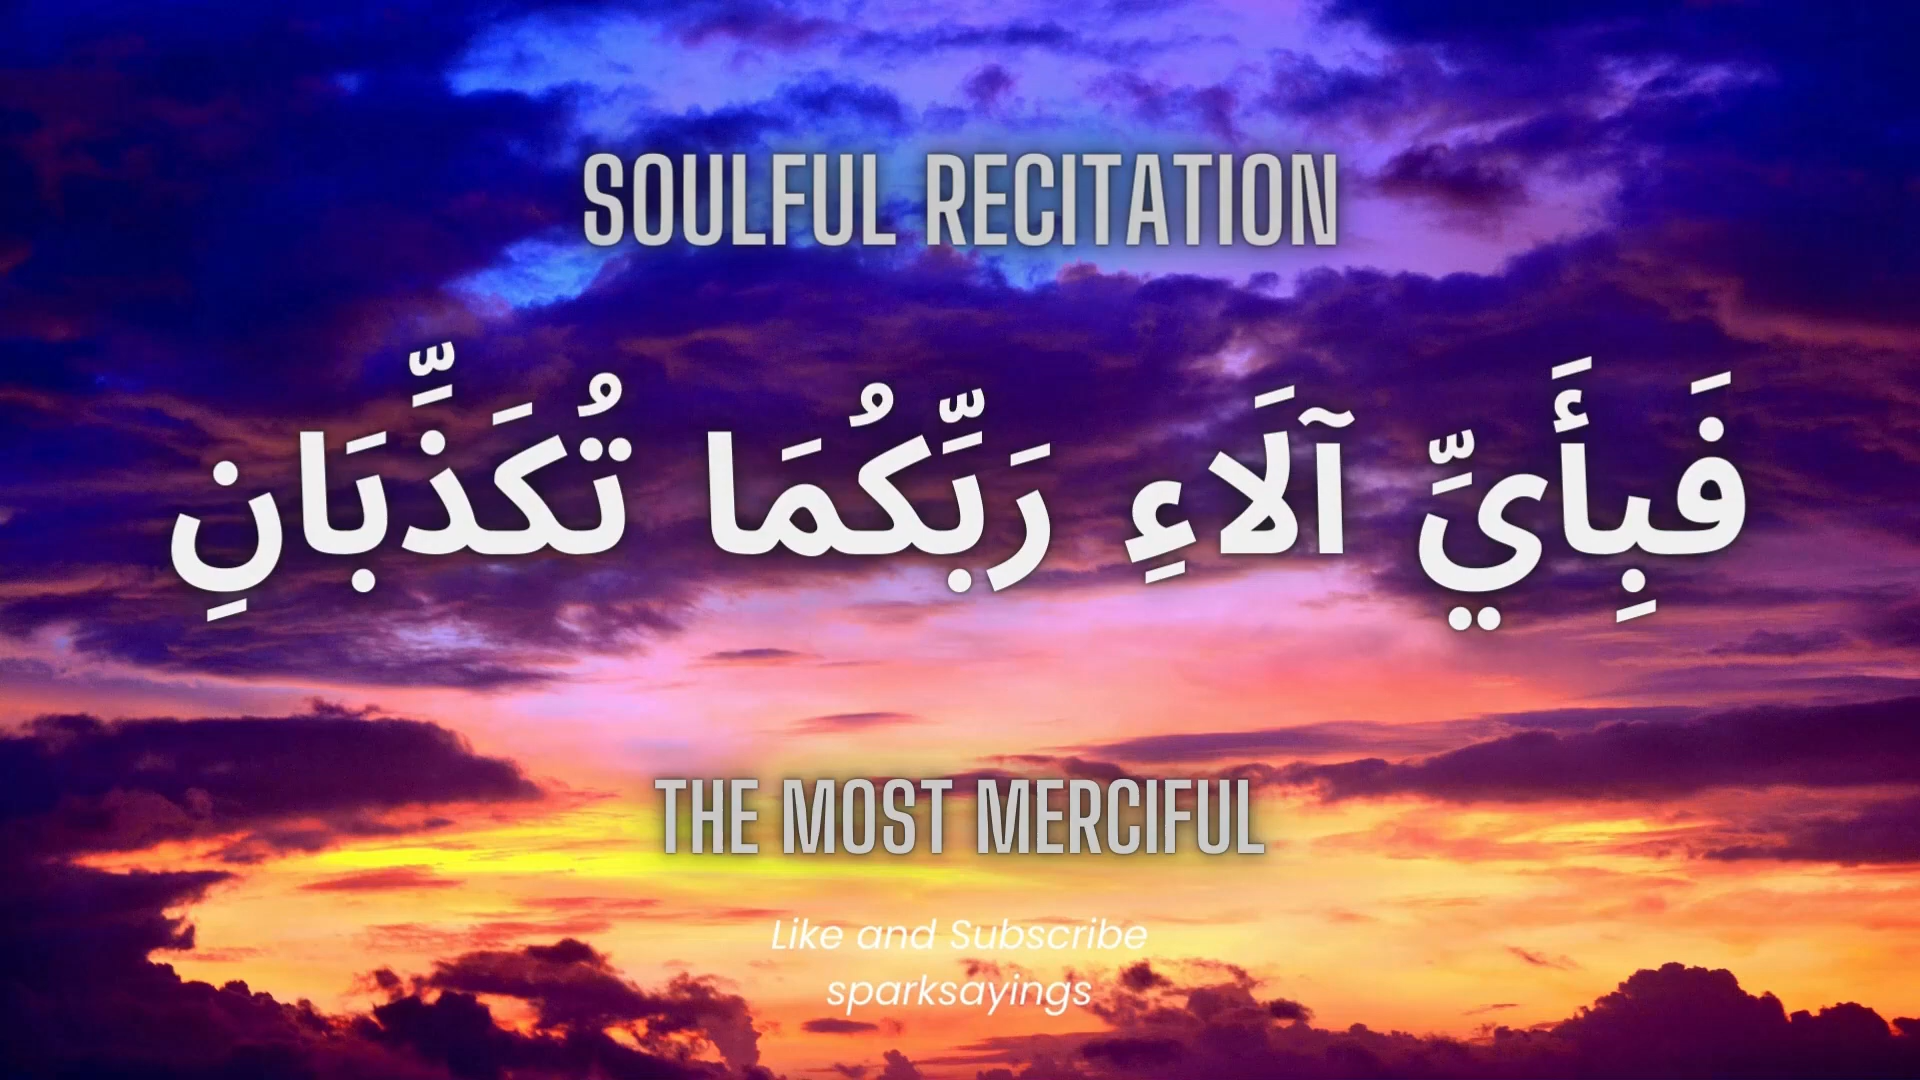 SOULFUL RECITATION
فَبِأَيِّ آلَاءِ رَبِّكُمَا تُكَذِّبَانِ
THE MOST MERCIFUL
Like and Subscribe
sparksayings